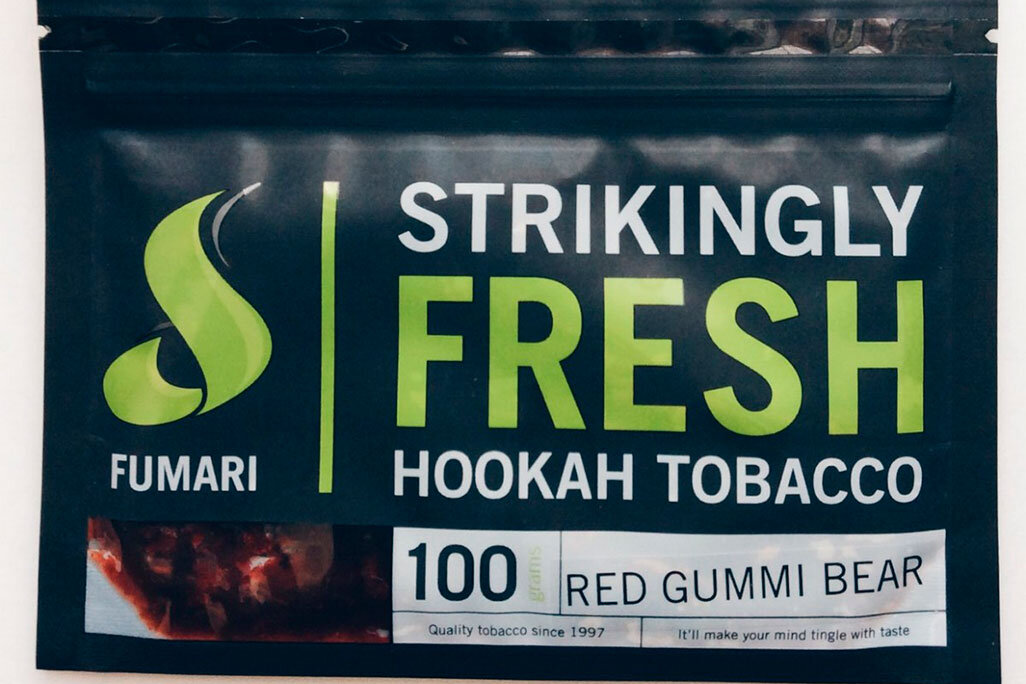 STRIKINGLY
FRESH
HOOKAH TOBACCO
FUMARI
100 grams
RED GUMMI BEAR
Quality tobacco since 1997
It'll make your mind tingle with taste